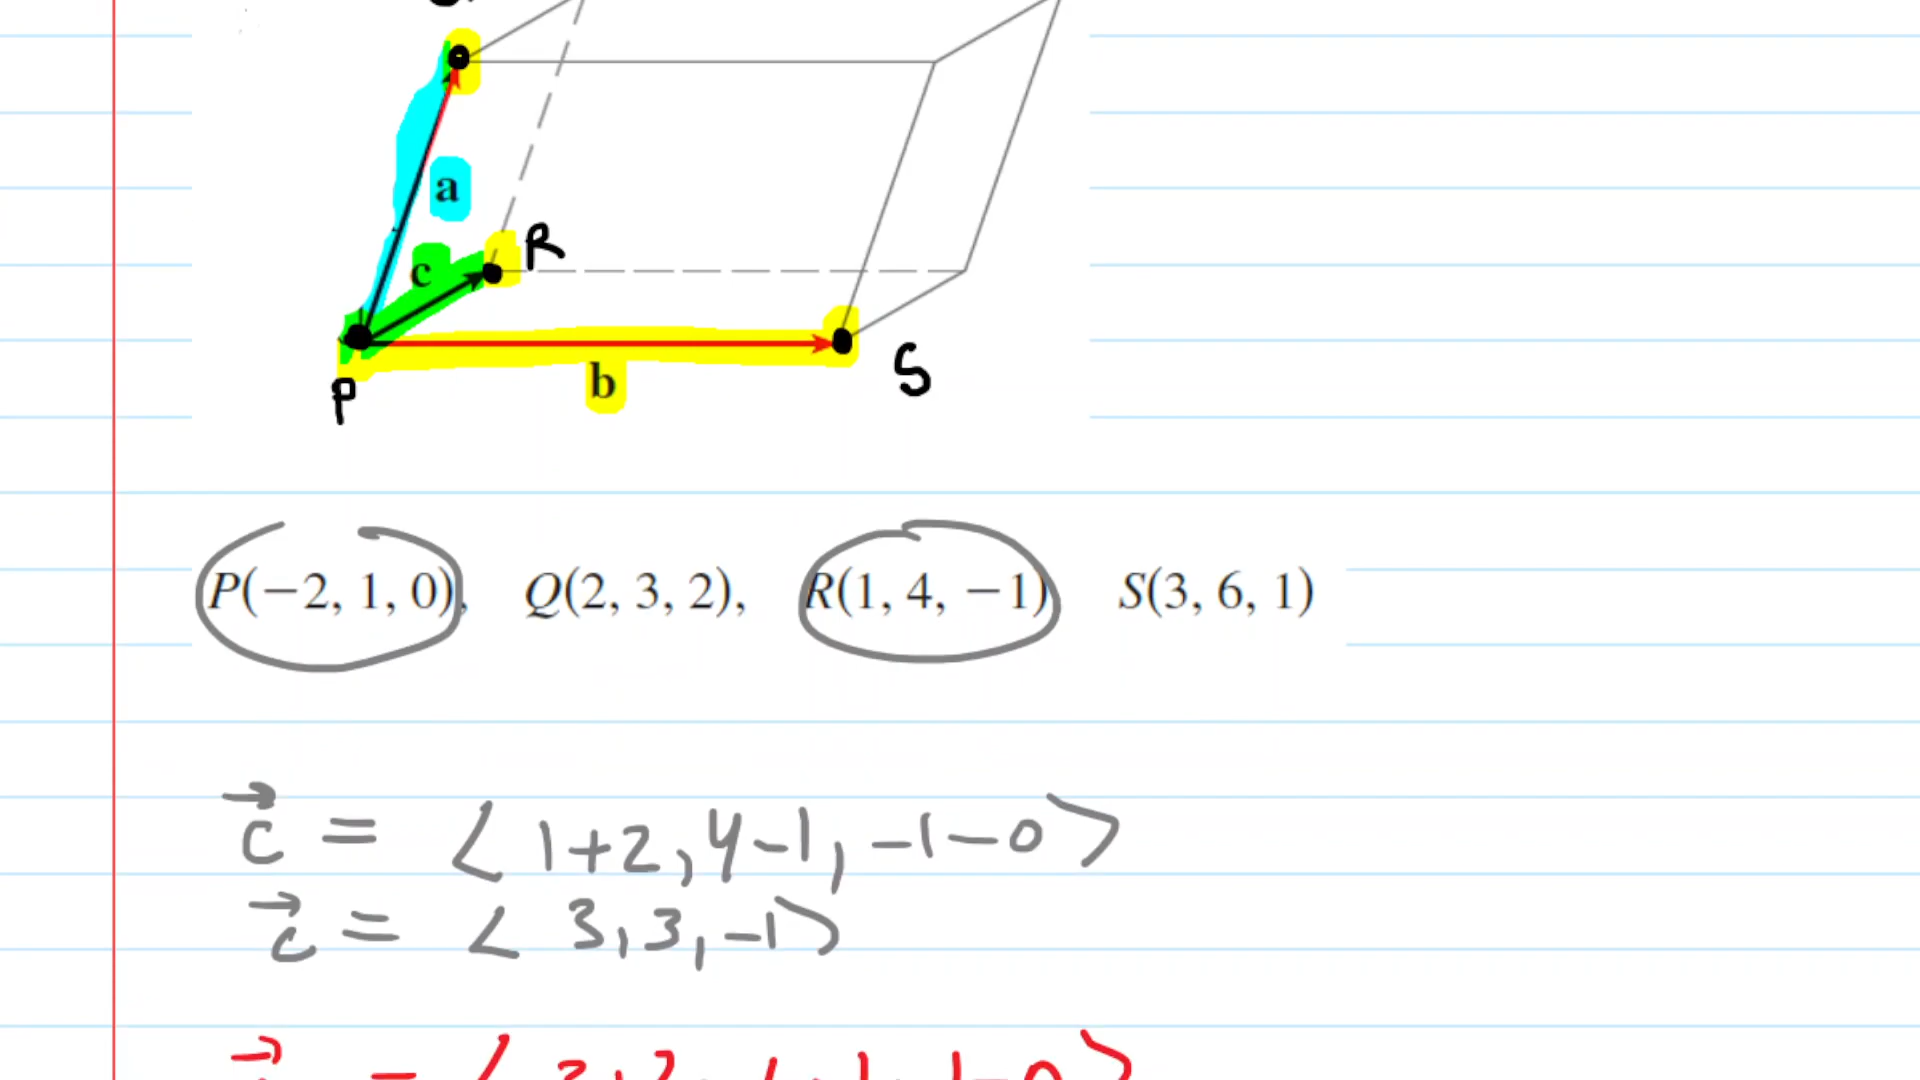 a
R
c
P
b
S
P(−2, 1, 0), Q(2, 3, 2), R(1, 4, −1) S(3, 6, 1)
c⃗ = ⟨ 1+2, 4-1, -1-0 ⟩
c⃗ = ⟨ 3, 3, -1 ⟩